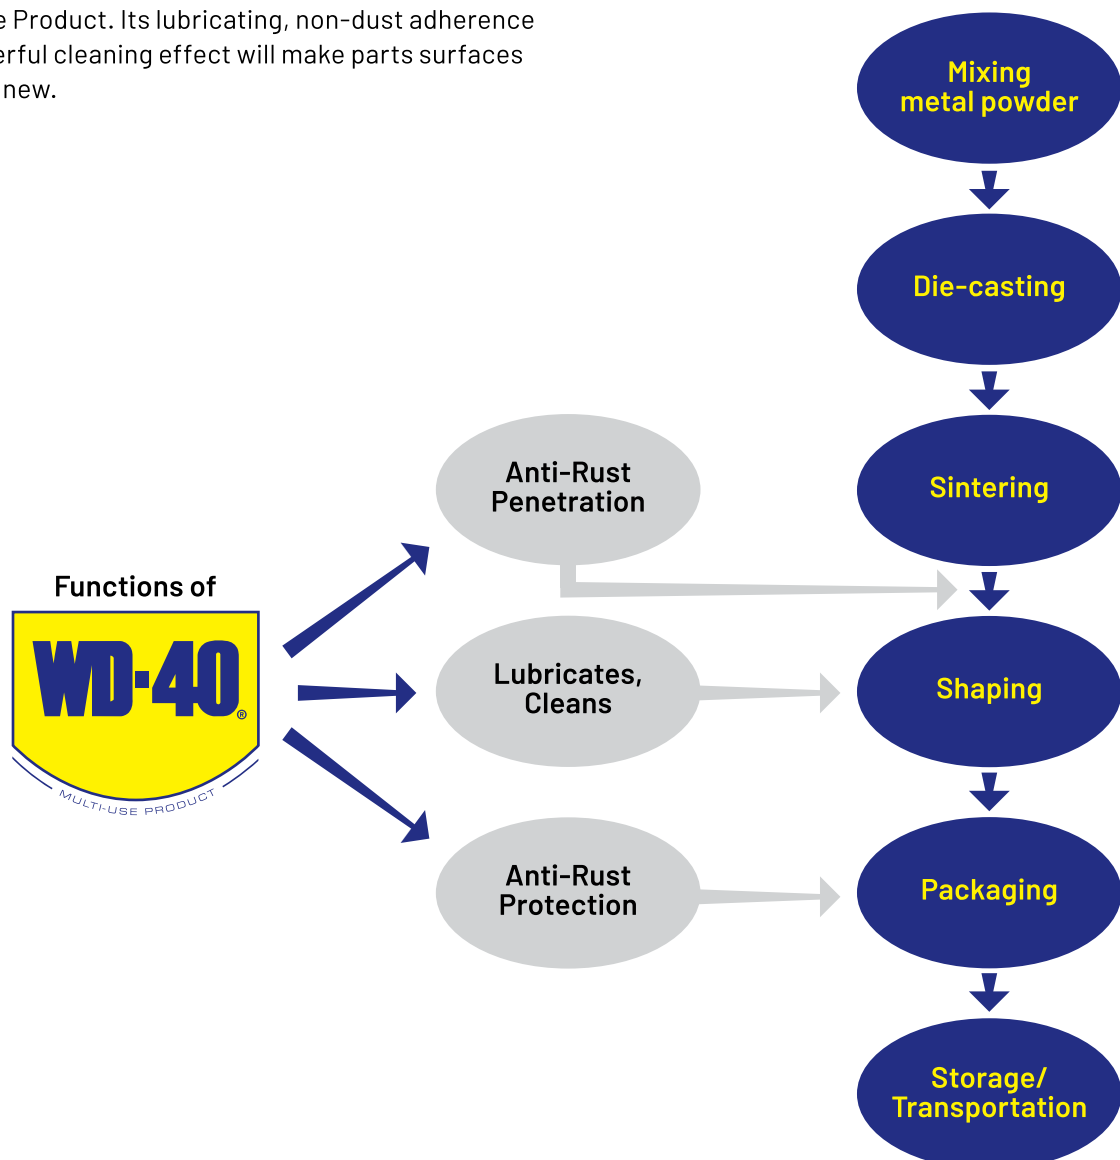 e Product. Its lubricating, non-dust adherence
erful cleaning effect will make parts surfaces
new.
Mixing
metal powder
Die-casting
Anti-Rust
Penetration
Sintering
Functions of
WD-40®
MULTI-USE PRODUCT
Lubricates,
Cleans
Shaping
Anti-Rust
Protection
Packaging
Storage/
Transportation